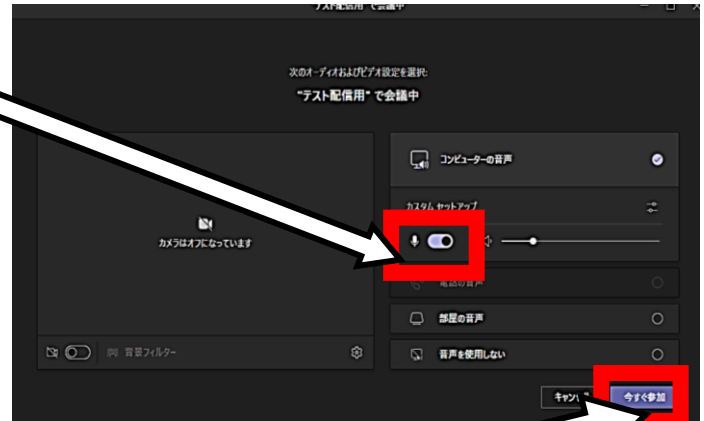 "テスト配信用" で会議中
次のオーディオおよびビデオ設定を選択:
"テスト配信用" で会議中
コンピューターの音声
カスタム セットアップ
カメラはオフになっています
電話の音声
部屋の音声
背景フィルター
音声を使用しない
今すぐ参加